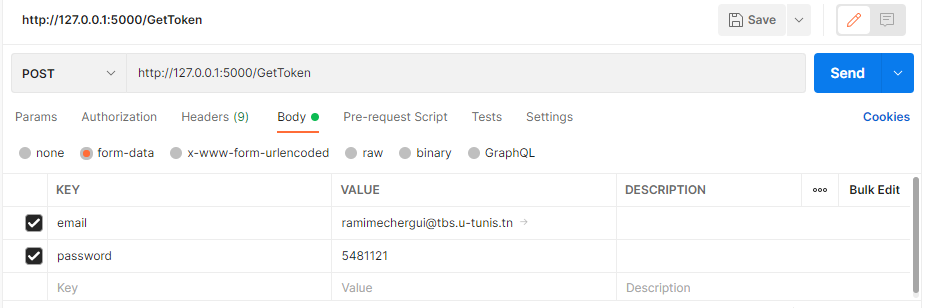 http://127.0.0.1:5000/GetToken Save
POST http://127.0.0.1:5000/GetToken Send
Params Authorization Headers (9) Body Pre-request Script Tests Settings Cookies
none form-data x-www-form-urlencoded raw binary GraphQL
KEY VALUE DESCRIPTION ooo Bulk Edit
email ramimechergui@tbs.u-tunis.tn →
password 5481121
Key Value Description